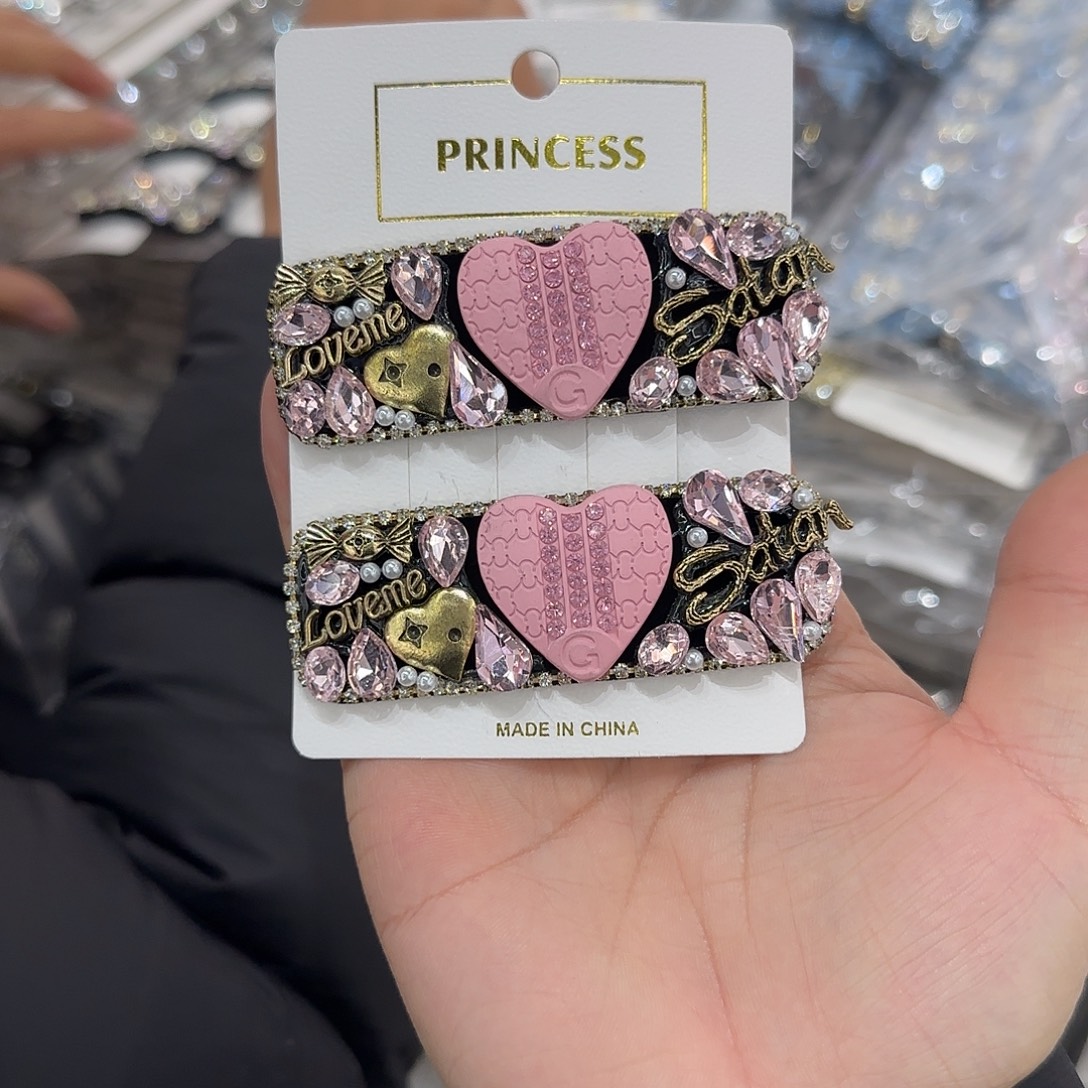 PRINCESS
Loveme
Satan
G
Loveme
Satan
G
MADE IN CHINA